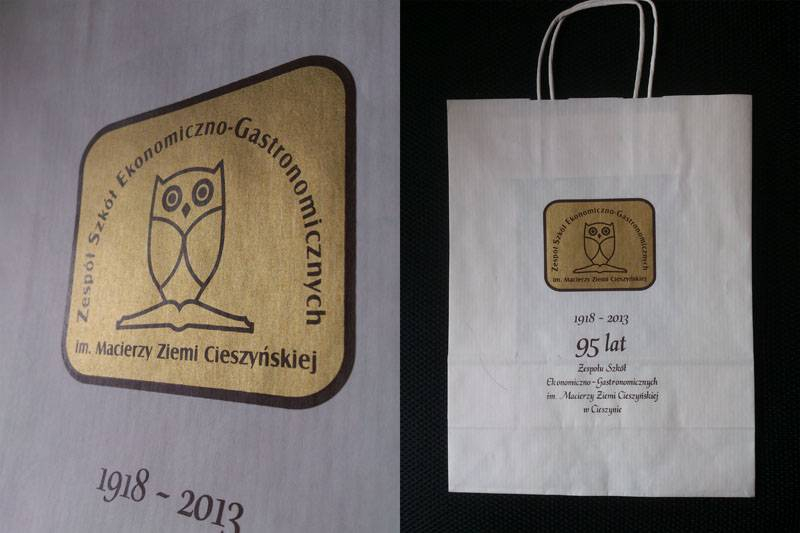 Zespół Szkół Ekonomiczno-Gastronomicznych
im. Macierzy Ziemi Cieszyńskiej
1918 ~ 2013
Zespół Szkół Ekonomiczno-Gastronomicznych
im. Macierzy Ziemi Cieszyńskiej
1918 ~ 2013
95 lat
Zespołu Szkół
Ekonomiczno-Gastronomicznych
im. Macierzy Ziemi Cieszyńskiej
w Cieszynie